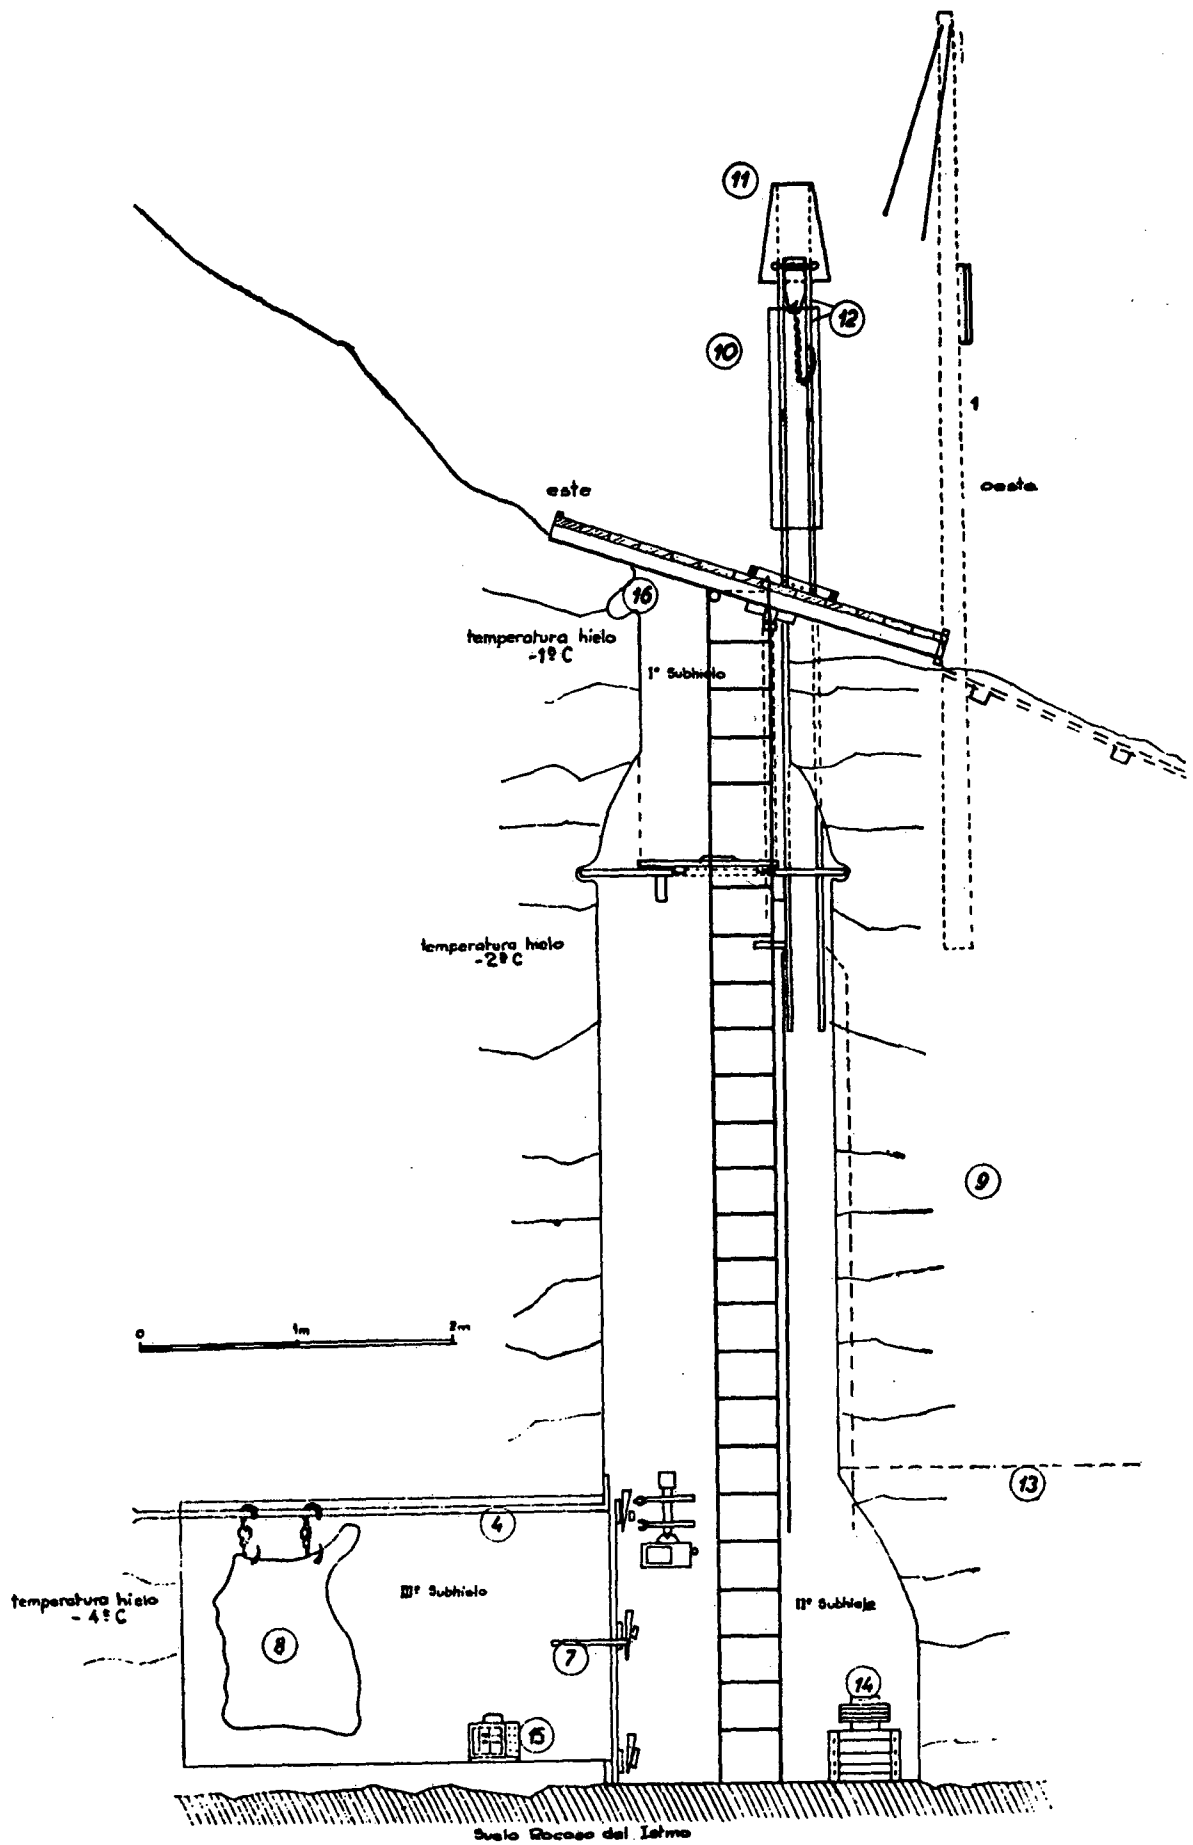 11
12
10
1
oeste
este
16
temperatura hielo
-1º C
Iº Subhielo
temperatura hielo
-2º C
9
0 1m 2m
13
4
temperatura hielo
- 4º C
IIIº Subhielo
IIº Subhielo
8
7
14
15
Suelo Rocoso del Istmo